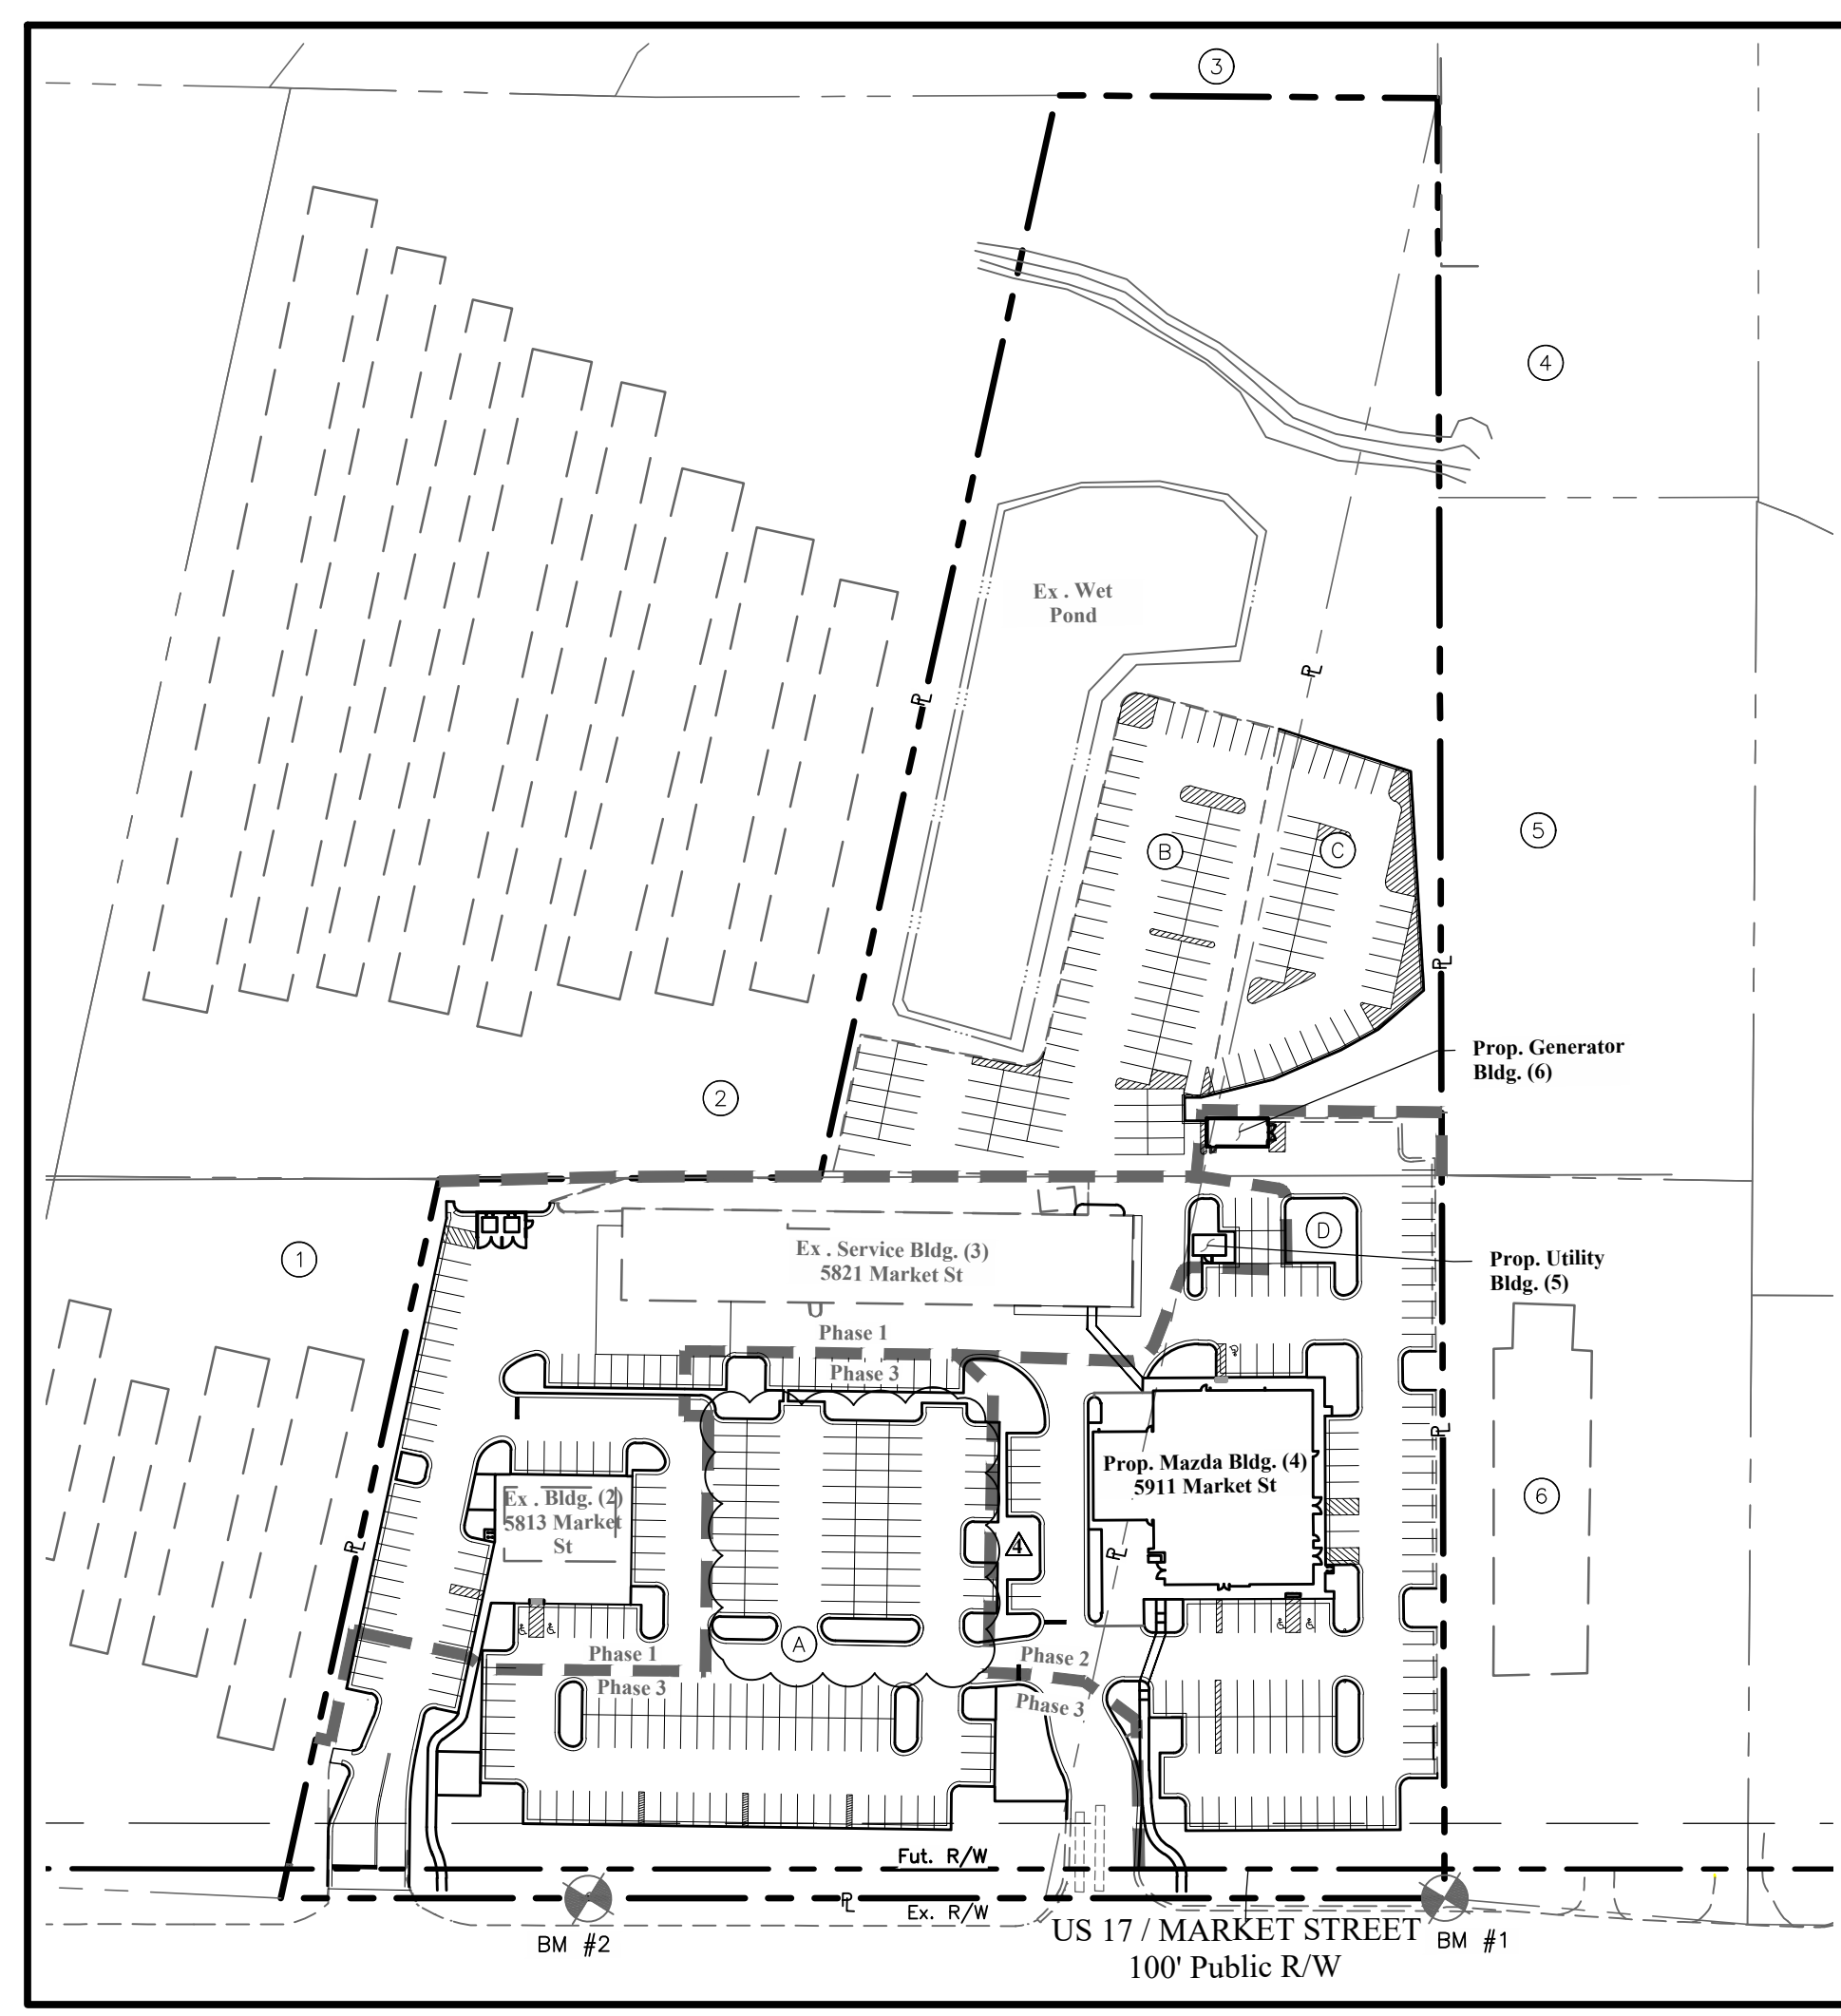 3
4
Ex . Wet
Pond
PL
PL
5
B
C
PL
Prop. Generator
Bldg. (6)
2
D
Ex . Service Bldg. (3)
5821 Market St
1
Prop. Utility
Bldg. (5)
Phase 1
Phase 3
PL
Prop. Mazda Bldg. (4)
5911 Market St
Ex . Bldg. (2)
5813 Market
St
6
4
PL
PL
A
Phase 1
Phase 3
Phase 2
Phase 3
Fut. R/W
PL
Ex. R/W
US 17 / MARKET STREET
100' Public R/W
BM #2
BM #1